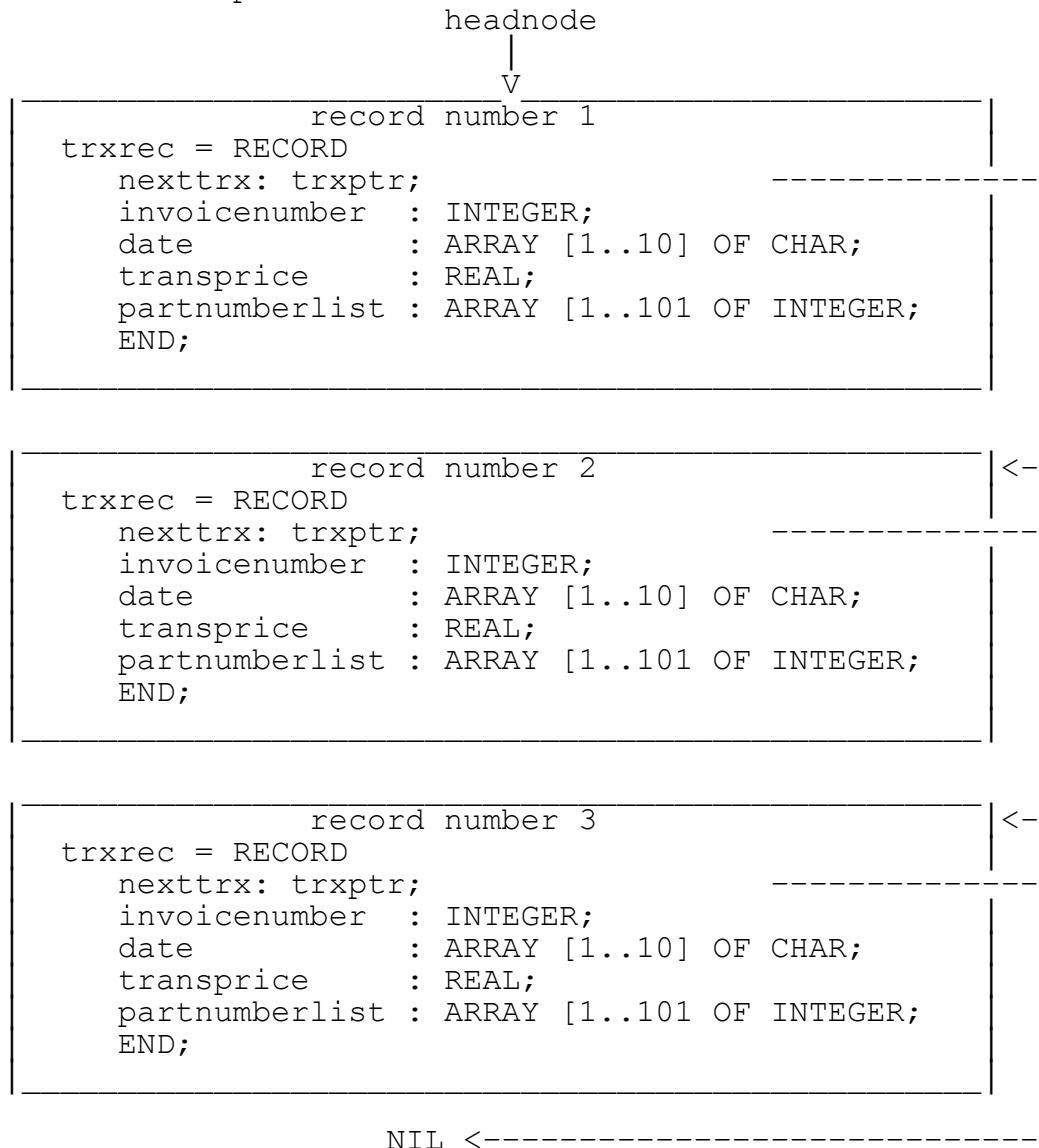 headnode
|
V
record number 1
trxrec = RECORD
nexttrx: trxptr; --------------
invoicenumber : INTEGER;
date : ARRAY [1..10] OF CHAR;
transprice : REAL;
partnumberlist : ARRAY [1..101 OF INTEGER;
END;
record number 2 <-
trxrec = RECORD
nexttrx: trxptr; --------------
invoicenumber : INTEGER;
date : ARRAY [1..10] OF CHAR;
transprice : REAL;
partnumberlist : ARRAY [1..101 OF INTEGER;
END;
record number 3 <-
trxrec = RECORD
nexttrx: trxptr; --------------
invoicenumber : INTEGER;
date : ARRAY [1..10] OF CHAR;
transprice : REAL;
partnumberlist : ARRAY [1..101 OF INTEGER;
END;
NIL <-----------------------------